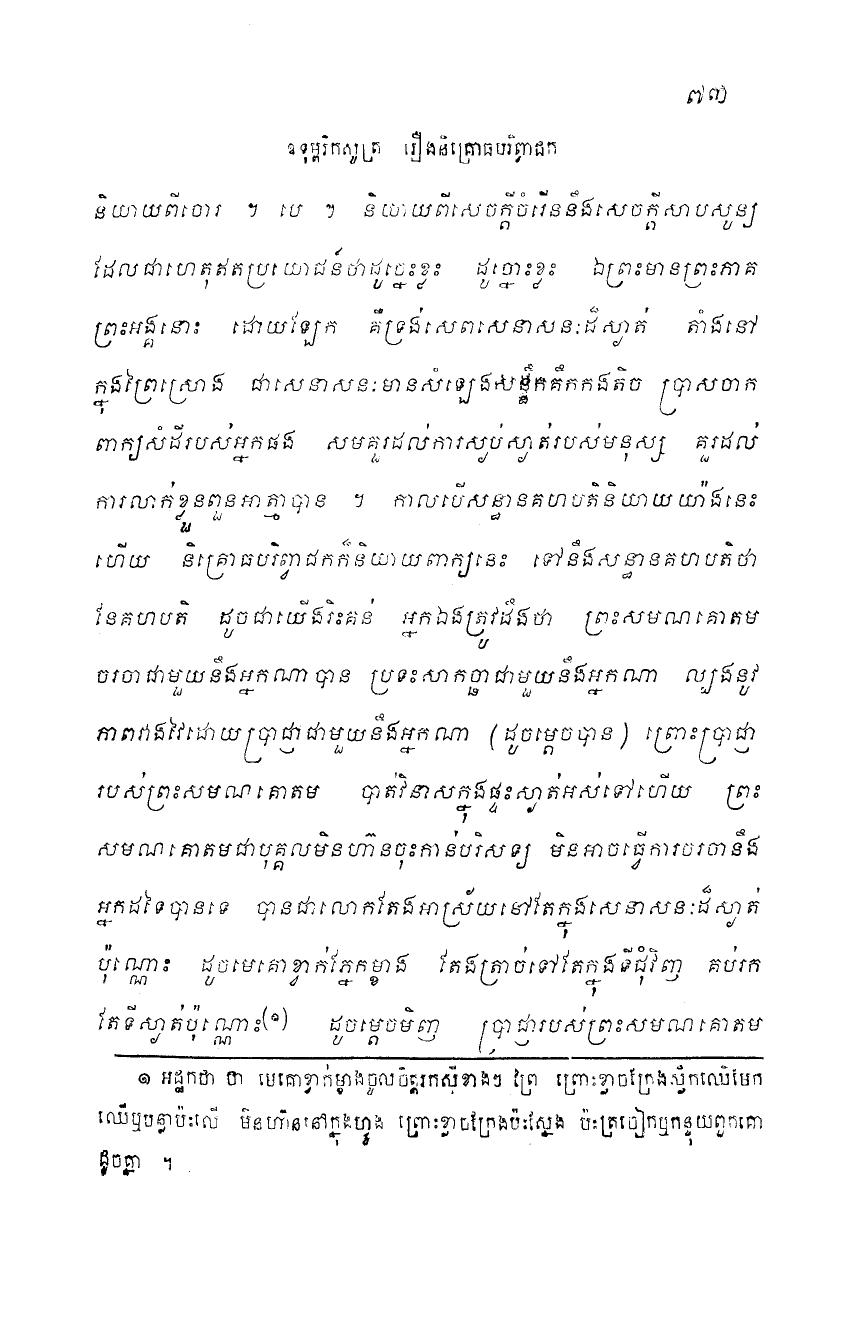 ៧៧
ឧទុម្ពរិកសូត្រ រឿងនិគ្រោធបរិព្វាជក
និយាយពីចោរ ។ បេ ។ និយាយពីសេចក្តីចំរើននឹងសេចក្តីសាបសូន្យ
ដែលជាហេតុឥតប្រយោជន៍ថាដូច្នេះខ្លះ ដូច្នោះខ្លះ ឯព្រះមានព្រះភាគ
ព្រះអង្គនោះ ដោយឡែក គឺទ្រង់សេពសេនាសនៈដ៏ស្ងាត់ តាំងនៅ
ក្នុងព្រៃស្រោង ជាសេនាសនៈមានសំឡេងសន្ធឹកគឹកកងតិច ប្រាសចាក
ពាក្យសំដីរបស់អ្នកផង សមគួរដល់ការស្ងប់ស្ងាត់របស់មនុស្ស គួរដល់
ការលាក់ខ្លួនពួនអាត្មាបាន ។ កាលបើសន្ធានគហបតិនិយាយយ៉ាងនេះ
ហើយ និគ្រោធបរិព្វាជកក៏និយាយពាក្យនេះ ទៅនឹងសន្ធានគហបតិថា
នែគហបតិ ដូចជាយើងរិះគន់ អ្នកឯងត្រូវដឹងថា ព្រះសមណគោតម
ចរចាជាមួយនឹងអ្នកណាបាន ប្រទះសាកច្ឆាជាមួយនឹងអ្នកណា ល្បងនូវ
ភាពវាងវៃដោយប្រាជ្ញាជាមួយនឹងអ្នកណា (ដូចម្តេចបាន) ព្រោះប្រាជ្ញា
របស់ព្រះសមណគោតម បាត់វិនាសក្នុងផ្ទះស្ងាត់អស់ទៅហើយ ព្រះ
សមណគោតមជាបុគ្គលមិនហ៊ានចុះកាន់បរិសទ្យ មិនអាចធ្វើការចរចានឹង
អ្នកដទៃបានទេ បានជាលោកតែងអាស្រ័យនៅតែក្នុងសេនាសនៈដ៏ស្ងាត់
ប៉ុណ្ណោះ ដូចមេគោខ្វាក់ភ្នែកម្ខាង តែងត្រាច់ទៅតែក្នុងទីជុំវិញ គប់រក
តែទីស្ងាត់ប៉ុណ្ណោះ(១) ដូចម្តេចមិញ ប្រាជ្ញារបស់ព្រះសមណគោតម
១ អដ្ឋកថា ថា មេគោខ្វាក់ម្ខាងចូលចិត្តរកស៊ីខាងៗ ព្រៃ ព្រោះខ្លាចក្រែងស្លឹកឈើមែក
ឈើឬបន្លាប៉ះលើ មិនហ៊ាននៅក្នុងហ្វូង ព្រោះខ្លាចក្រែងប៉ះស្នែង ប៉ះត្រចៀកឬកន្ទុយពួកគោ
ដូចគ្នា ។